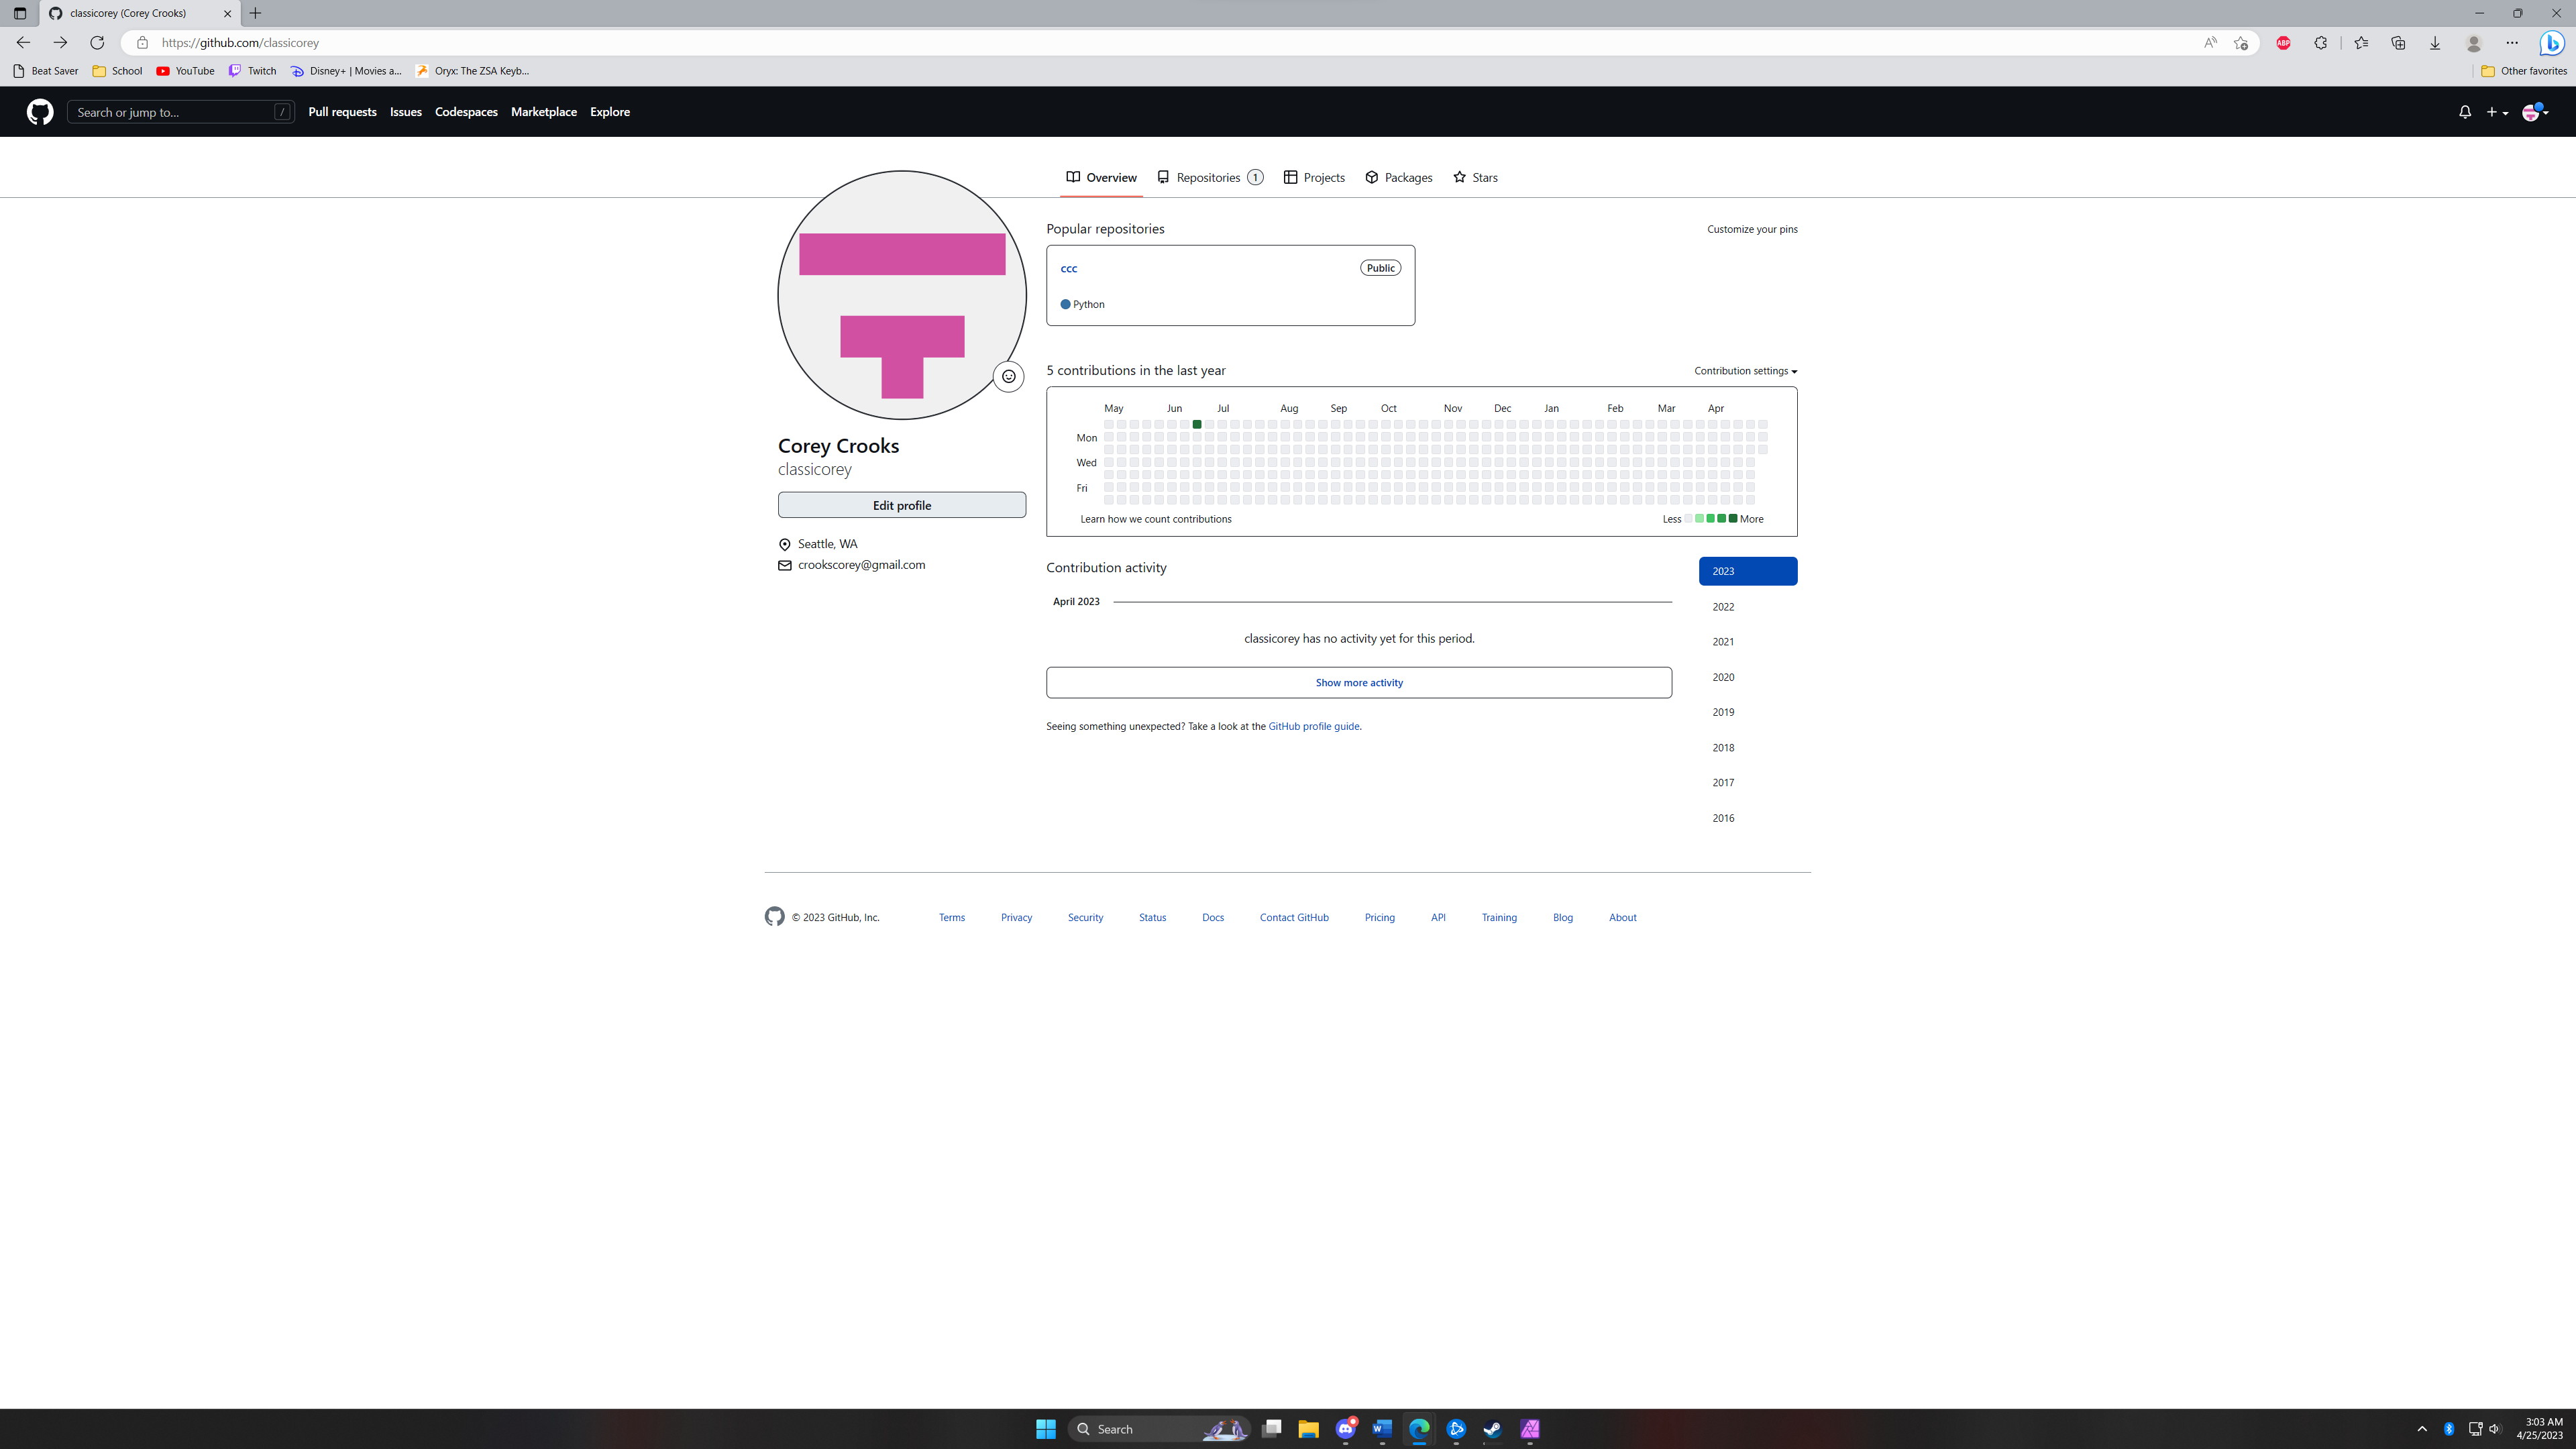 classicorey (Corey Crooks)
https://github.com/classicorey
Beat Saver School YouTube Twitch Disney+ | Movies a... Oryx: The ZSA Keyb... Other favorites
Search or jump to... / Pull requests Issues Codespaces Marketplace Explore
Overview Repositories 1 Projects Packages Stars
Popular repositories Customize your pins
ccc Public
Python
5 contributions in the last year Contribution settings
May Jun Jul Aug Sep Oct Nov Dec Jan Feb Mar Apr
Mon
Wed
Fri
Learn how we count contributions Less More
Corey Crooks
classicorey
Edit profile
Seattle, WA
crookscorey@gmail.com
Contribution activity
April 2023
classicorey has no activity yet for this period.
Show more activity
Seeing something unexpected? Take a look at the GitHub profile guide.
2023
2022
2021
2020
2019
2018
2017
2016
© 2023 GitHub, Inc. Terms Privacy Security Status Docs Contact GitHub Pricing API Training Blog About
Search
3:03 AM
4/25/2023
ABP